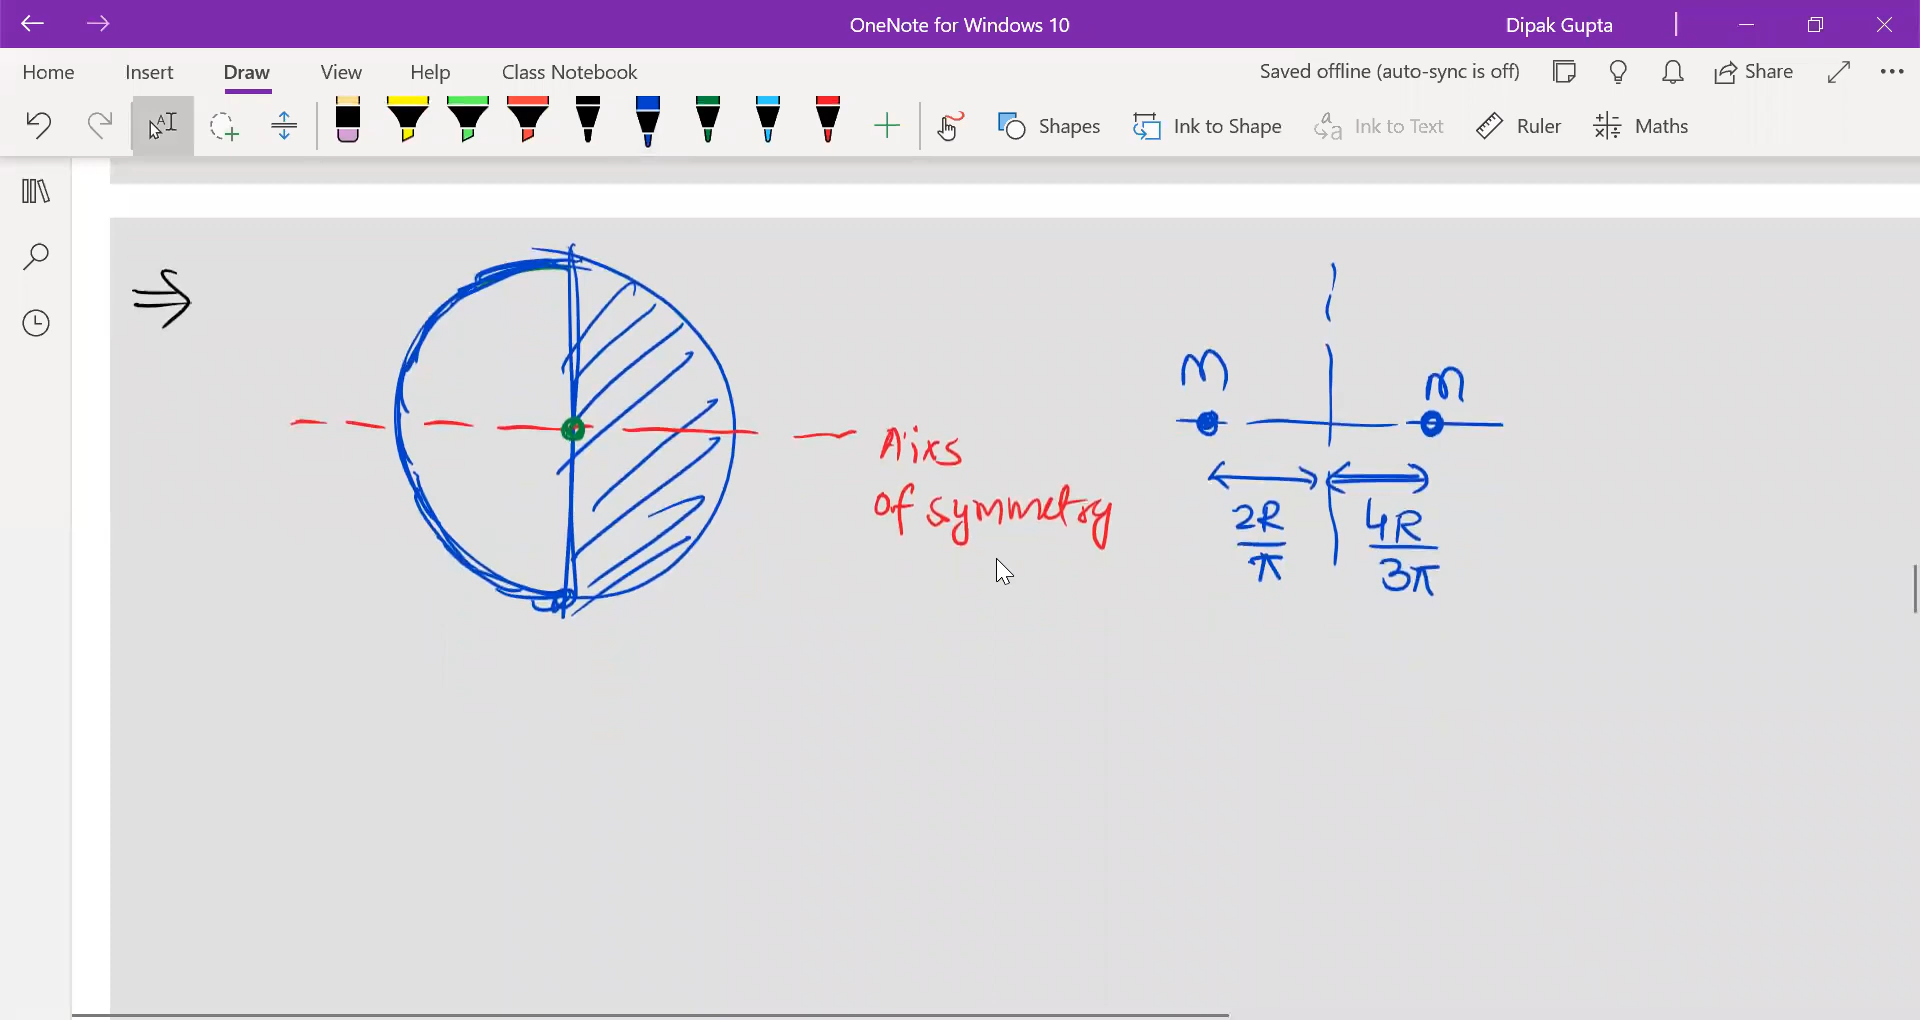 OneNote for Windows 10
Dipak Gupta
Home Insert Draw View Help Class Notebook
Saved offline (auto-sync is off)
Share
Shapes
Ink to Shape
Ink to Text
Ruler
Maths
Aixs
of symmetry
m
m
2R/π
4R/3π